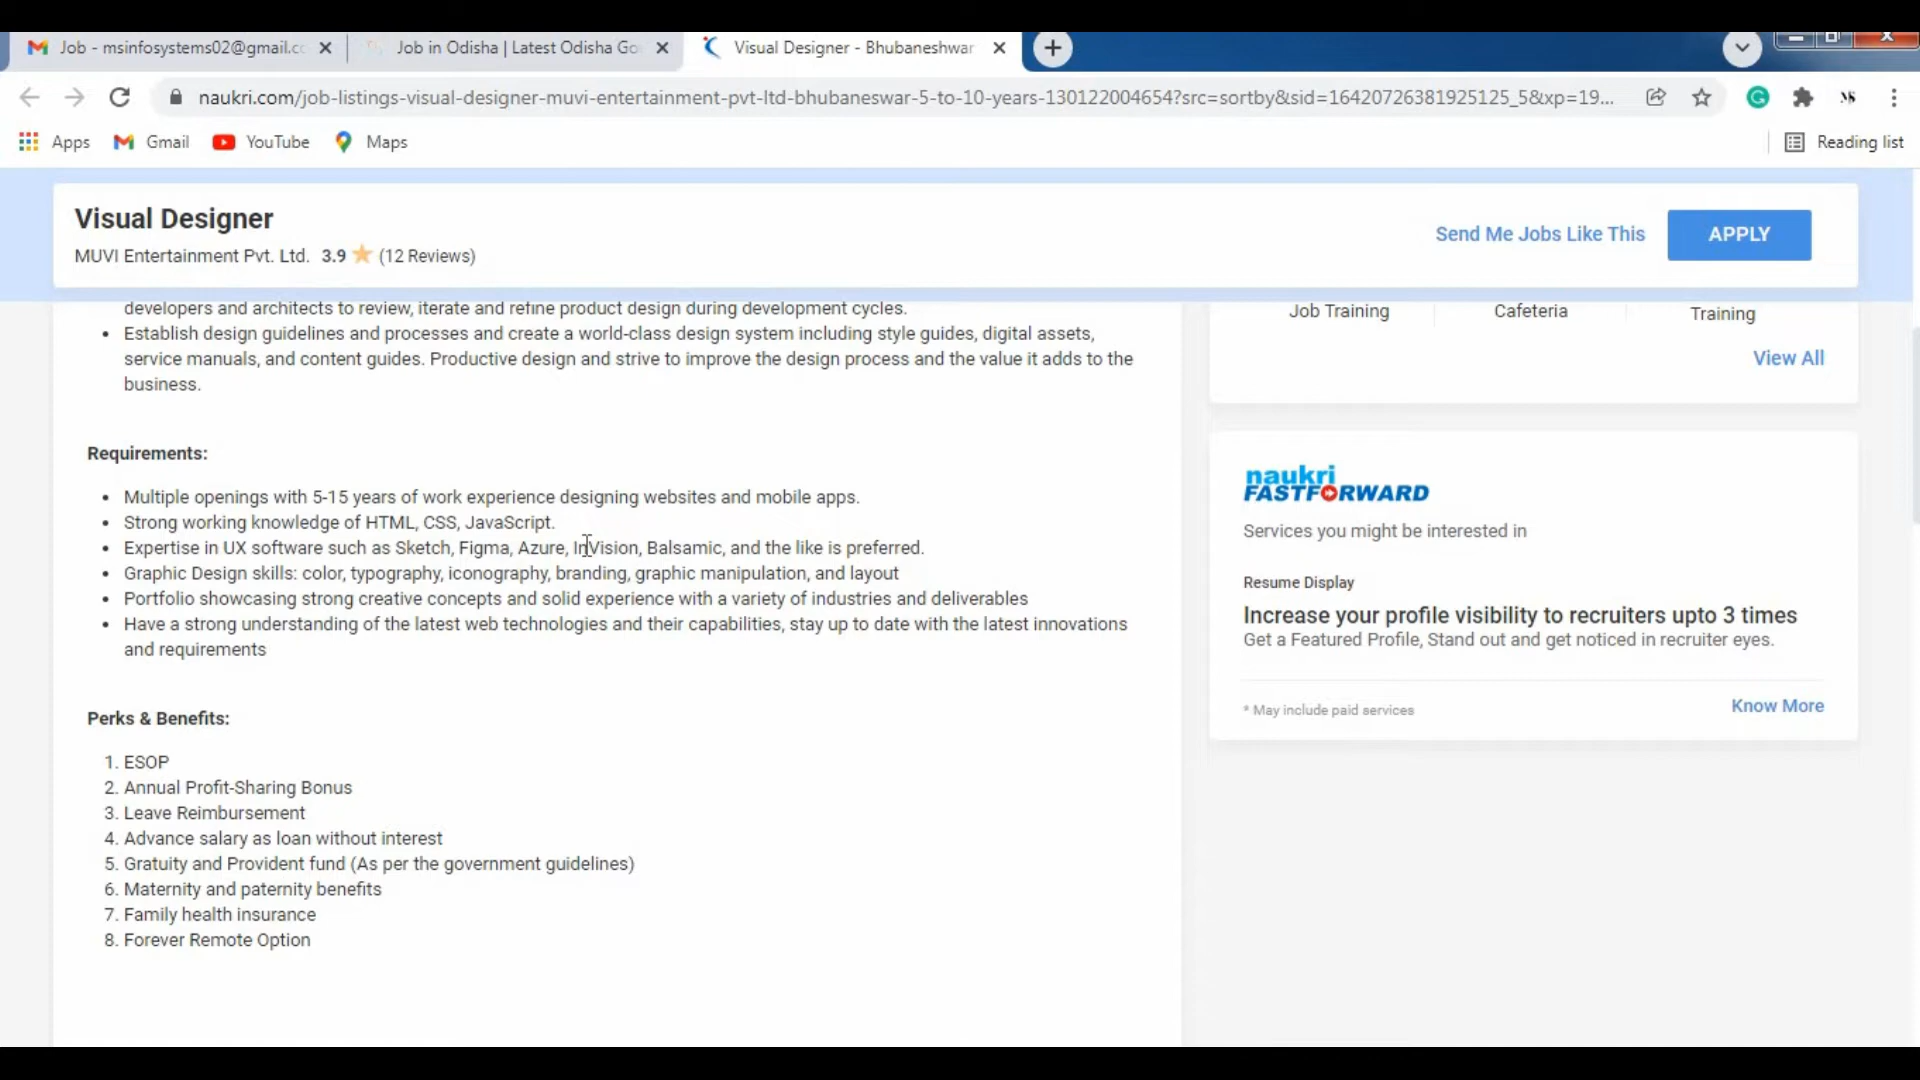 Job - msinfosystems02@gmail.c
Job in Odisha | Latest Odisha Go
Visual Designer - Bhubaneshwar
naukri.com/job-listings-visual-designer-muvi-entertainment-pvt-ltd-bhubaneswar-5-to-10-years-130122004654?src=sortby&sid=16420726381925125_5&xp=19...
Apps
Gmail
YouTube
Maps
Reading list
Visual Designer
MUVI Entertainment Pvt. Ltd. 3.9 (12 Reviews)
Send Me Jobs Like This
APPLY
developers and architects to review, iterate and refine product design during development cycles.
• Establish design guidelines and processes and create a world-class design system including style guides, digital assets,
service manuals, and content guides. Productive design and strive to improve the design process and the value it adds to the
business.
Requirements:
• Multiple openings with 5-15 years of work experience designing websites and mobile apps.
• Strong working knowledge of HTML, CSS, JavaScript.
• Expertise in UX software such as Sketch, Figma, Azure, InVision, Balsamic, and the like is preferred.
• Graphic Design skills: color, typography, iconography, branding, graphic manipulation, and layout
• Portfolio showcasing strong creative concepts and solid experience with a variety of industries and deliverables
• Have a strong understanding of the latest web technologies and their capabilities, stay up to date with the latest innovations
and requirements
Perks & Benefits:
1. ESOP
2. Annual Profit-Sharing Bonus
3. Leave Reimbursement
4. Advance salary as loan without interest
5. Gratuity and Provident fund (As per the government guidelines)
6. Maternity and paternity benefits
7. Family health insurance
8. Forever Remote Option
Job Training
Cafeteria
Training
View All
naukri
FASTFORWARD
Services you might be interested in
Resume Display
Increase your profile visibility to recruiters upto 3 times
Get a Featured Profile, Stand out and get noticed in recruiter eyes.
* May include paid services
Know More